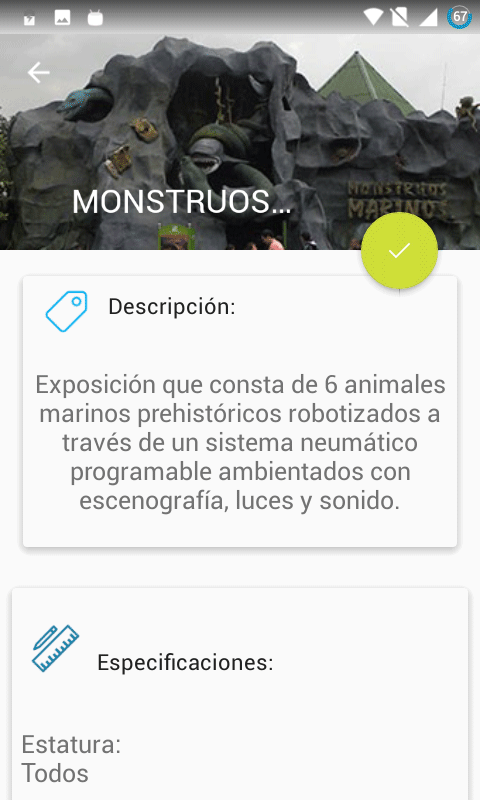 67
MONSTRUOS
MARINOS
MONSTRUOS...
Descripción:
Exposición que consta de 6 animales
marinos prehistóricos robotizados a
través de un sistema neumático
programable ambientados con
escenografía, luces y sonido.
Especificaciones:
Estatura:
Todos